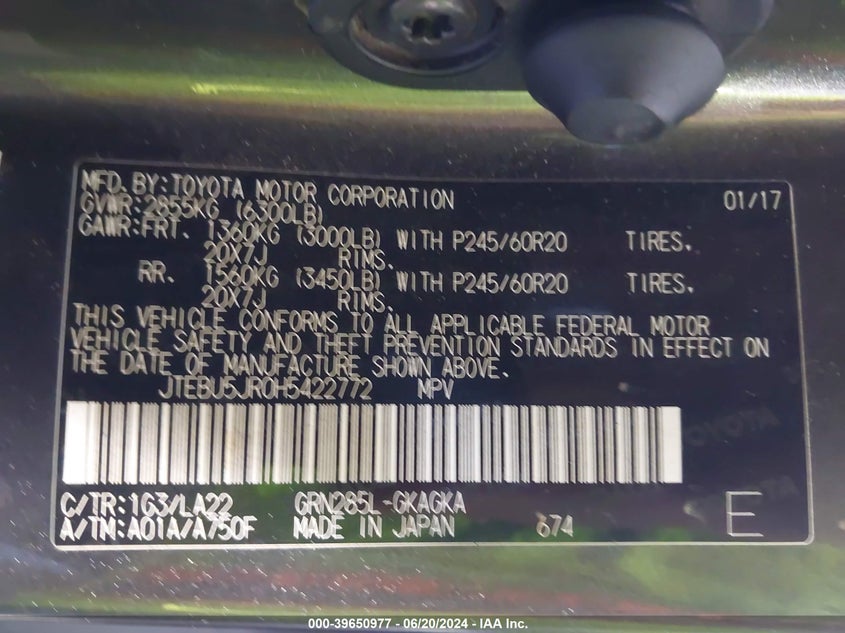 MFD. BY: TOYOTA MOTOR CORPORATION 01/17
GVWR: 2855KG (6300LB)
GAWR: FRT. 1360KG (3000LB) WITH P245/60R20 TIRES.
20X7J RIMS.
RR. 1560KG (3450LB) WITH P245/60R20 TIRES.
20X7J RIMS.
THIS VEHICLE CONFORMS TO ALL APPLICABLE FEDERAL MOTOR
VEHICLE SAFETY AND THEFT PREVENTION STANDARDS IN EFFECT ON
THE DATE OF MANUFACTURE SHOWN ABOVE.
JTEBU5JR0H5422772 MPV
TOYOTA
C/TR: 1G3/LA22 GRN285L-GKAGKA
A/TM: A01A/A750F MADE IN JAPAN 674 E
000-39650977 - 06/20/2024 - IAA Inc.